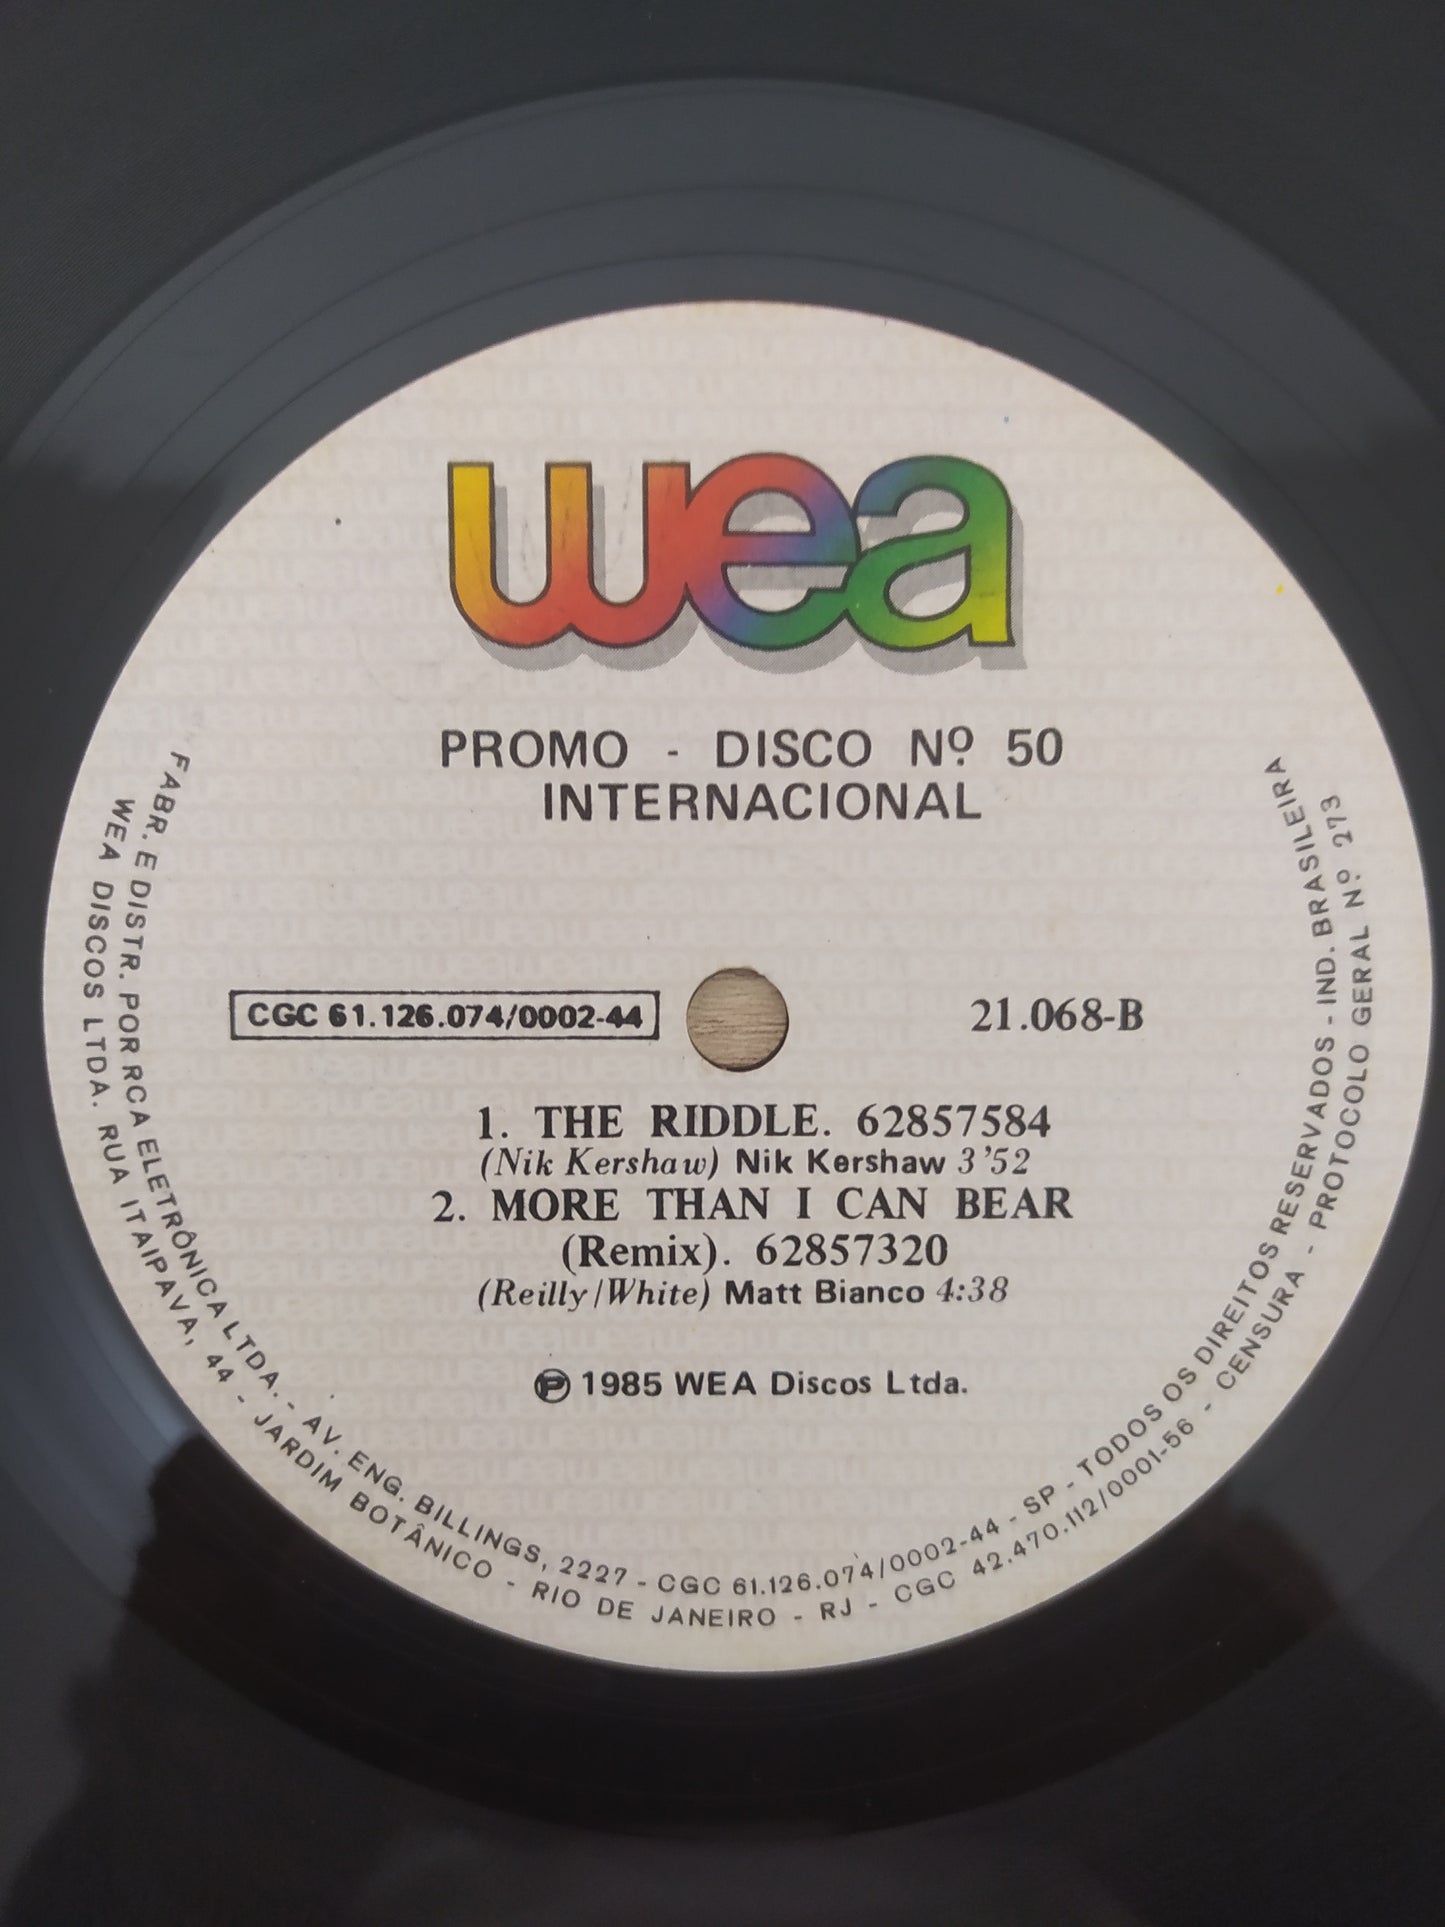 wea
PROMO - DISCO Nº 50
INTERNACIONAL
CGC 61.126.074/0002-44
21.068-B
1. THE RIDDLE. 62857584
(Nik Kershaw) Nik Kershaw 3'52
2. MORE THAN I CAN BEAR
(Remix). 62857320
(Reilly/White) Matt Bianco 4:38
℗ 1985 WEA Discos Ltda.
FABR. E DISTR. POR RCA ELETRÔNICA LTDA. - AV. ENG. BILLINGS, 2227 - CGC 61.126.074/0002-44 - SP - TODOS OS DIREITOS RESERVADOS - IND. BRASILEIRA
WEA DISCOS LTDA. RUA ITAIPAVA, 44 - JARDIM BOTÂNICO - RIO DE JANEIRO - RJ - CGC 42.470.112/0001-56 - CENSURA - PROTOCOLO GERAL Nº 273